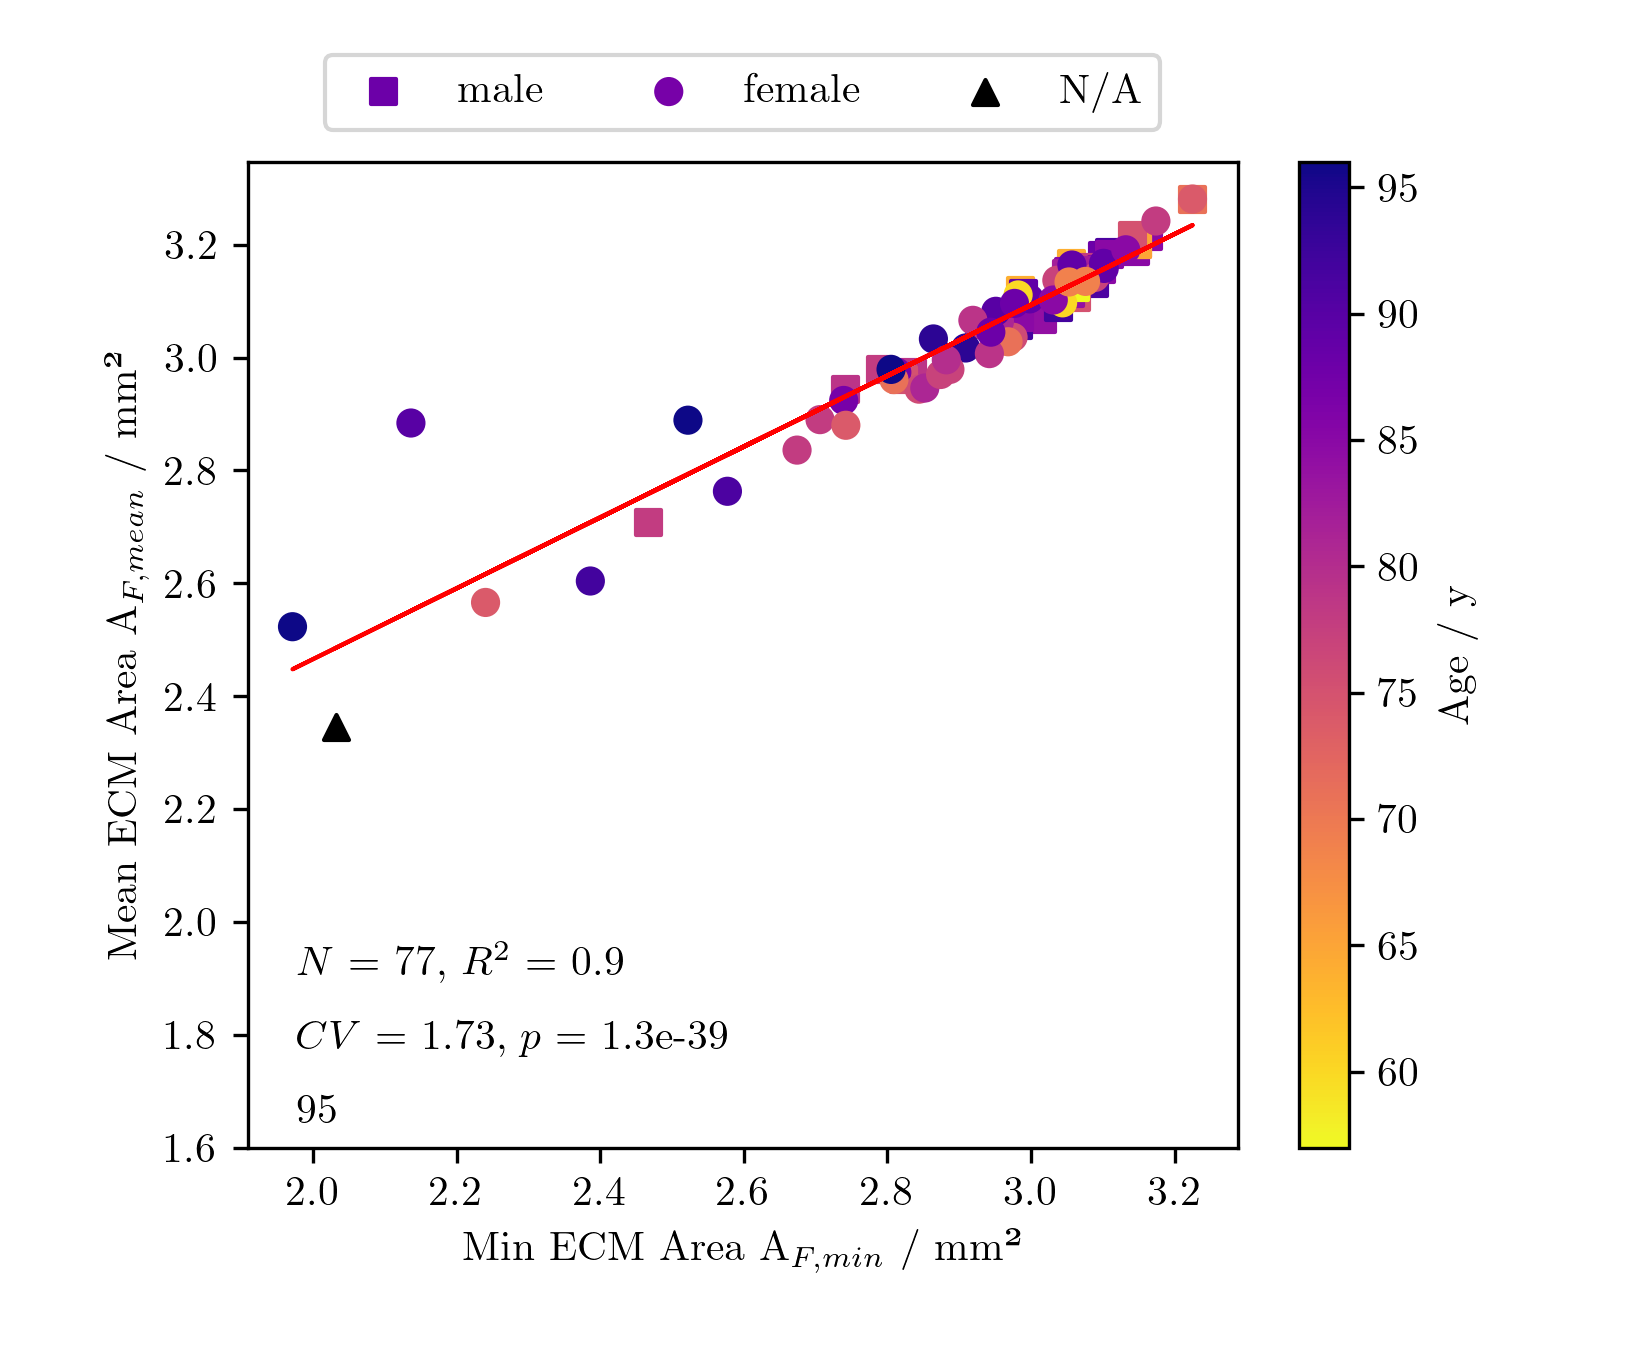 male female N/A
3.2
3.0
2.8
2.6
2.4
2.2
2.0
1.8
1.6
Mean ECM Area A_{F,mean} / mm²
N = 77, R² = 0.9
CV = 1.73, p = 1.3e-39
95
2.0 2.2 2.4 2.6 2.8 3.0 3.2
Min ECM Area A_{F,min} / mm²
95
90
85
80
75
70
65
60
Age / y